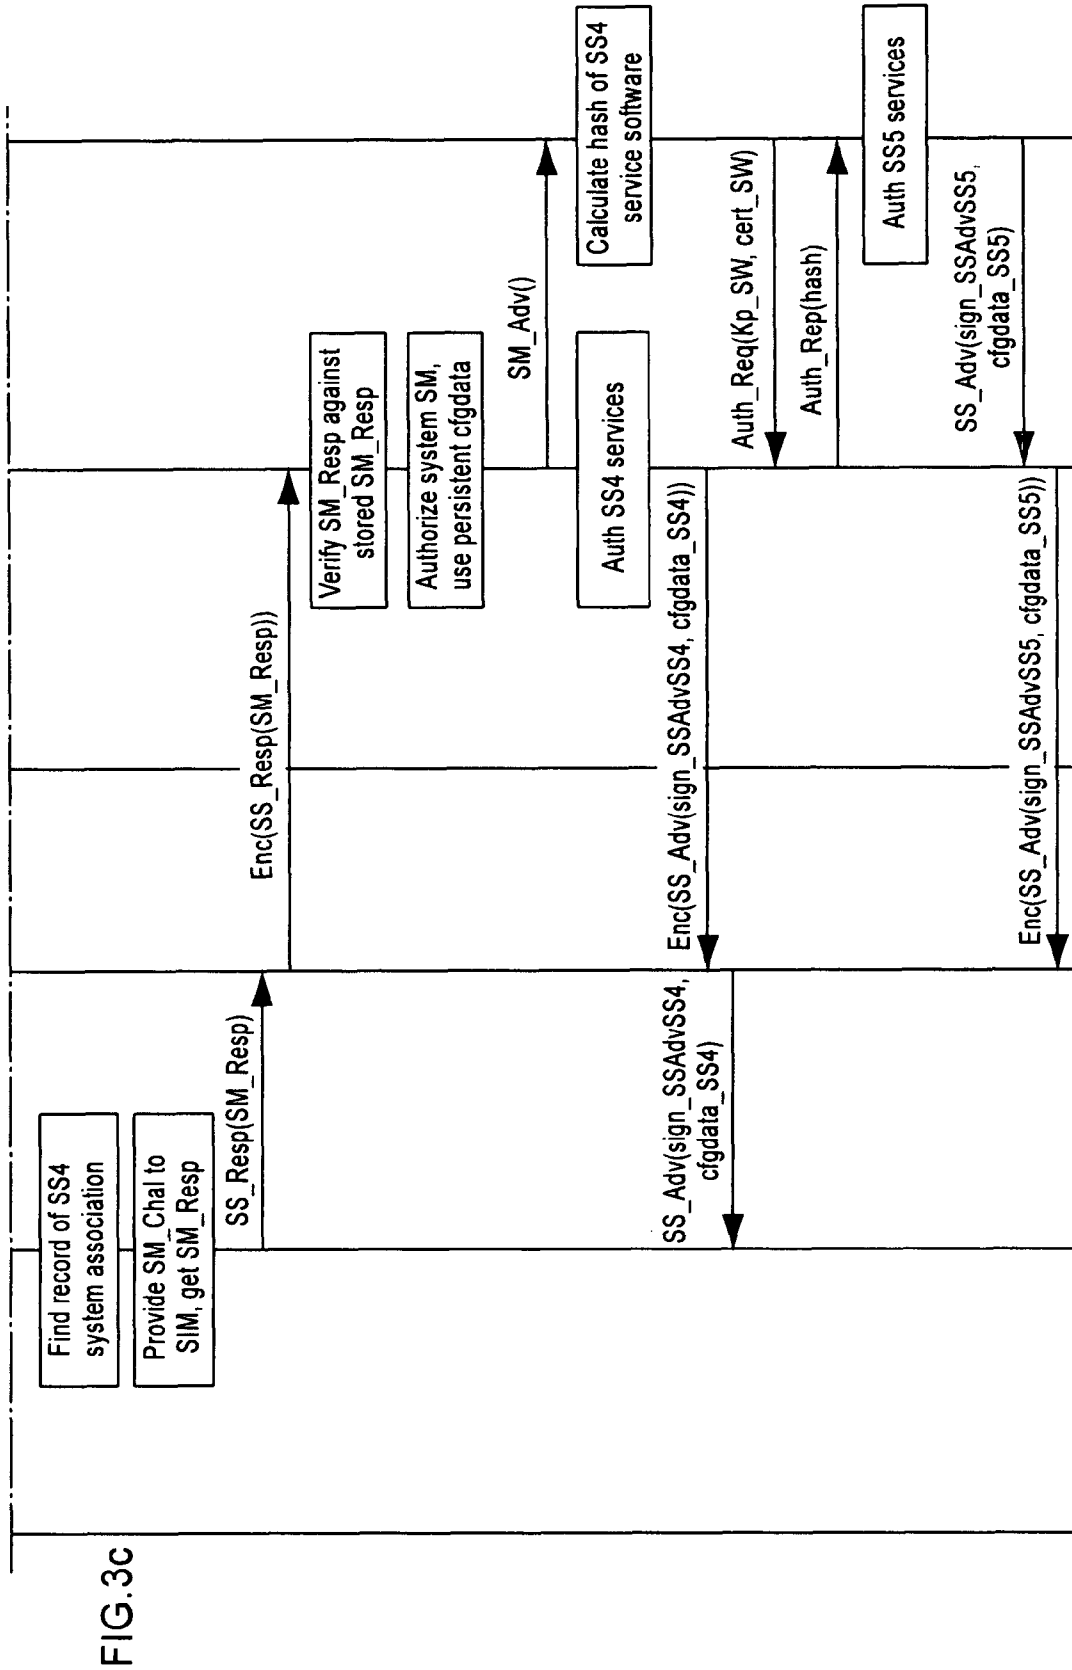 FIG.3c
Find record of SS4
system association
Provide SM_Chal to
SIM, get SM_Resp
SS_Resp(SM_Resp)
Enc(SS_Resp(SM_Resp))
Verify SM_Resp against
stored SM_Resp
Authorize system SM,
use persistent cfgdata
SM_Adv()
Auth SS4 services
Calculate hash of SS4
service software
Enc(SS_Adv(sign_SSAdvSS4, cfgdata_SS4))
SS_Adv(sign_SSAdvSS4,
cfgdata_SS4)
Auth_Req(Kp_SW, cert_SW)
Auth_Rep(hash)
Auth SS5 services
SS_Adv(sign_SSAdvSS5,
cfgdata_SS5)
Enc(SS_Adv(sign_SSAdvSS5, cfgdata_SS5))